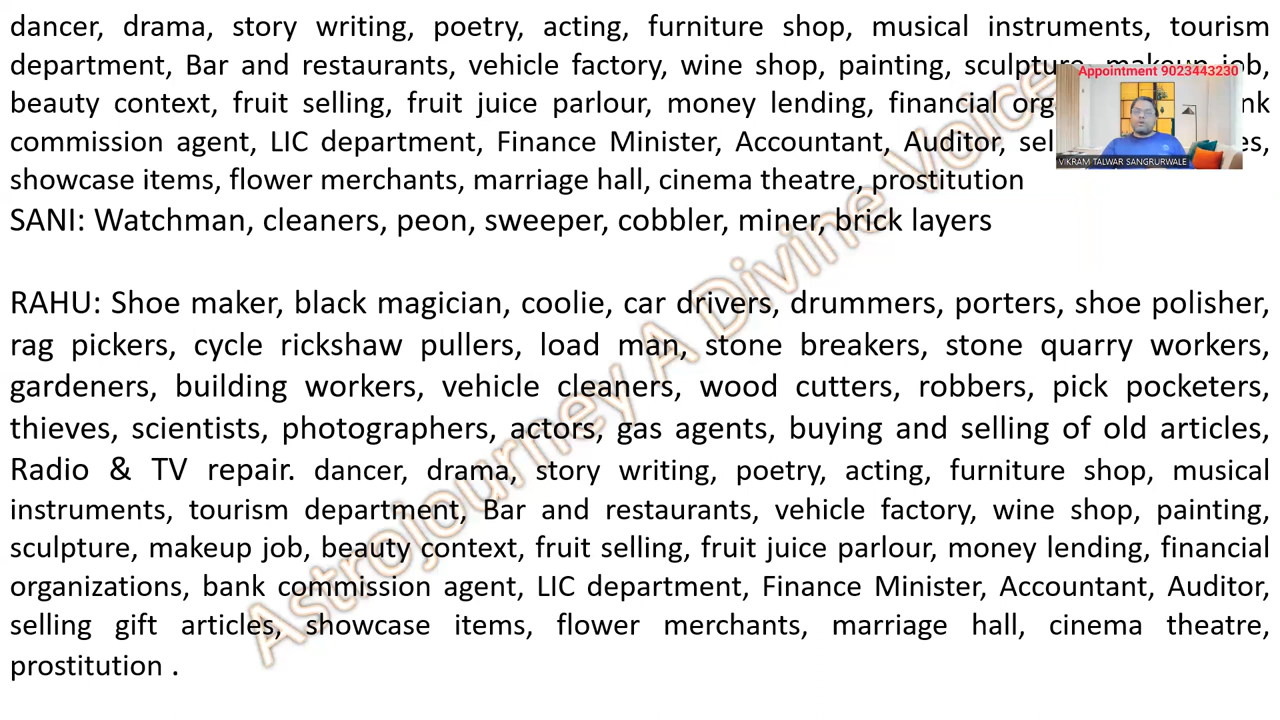 dancer, drama, story writing, poetry, acting, furniture shop, musical instruments, tourism
department, Bar and restaurants, vehicle factory, wine shop, painting, sculpture, makeup job,
Appointment 9023443230
beauty context, fruit selling, fruit juice parlour, money lending, financial
commission agent, LIC department, Finance Minister, Accountant, Auditor,
VIKRAM TALWAR SANGRURWALE
showcase items, flower merchants, marriage hall, cinema theatre, prostitution
SANI: Watchman, cleaners, peon, sweeper, cobbler, miner, brick layers
RAHU: Shoe maker, black magician, coolie, car drivers, drummers, porters, shoe polisher,
rag pickers, cycle rickshaw pullers, load man, stone breakers, stone quarry workers,
gardeners, building workers, vehicle cleaners, wood cutters, robbers, pick pocketers,
thieves, scientists, photographers, actors, gas agents, buying and selling of old articles,
Radio & TV repair. dancer, drama, story writing, poetry, acting, furniture shop, musical
instruments, tourism department, Bar and restaurants, vehicle factory, wine shop, painting,
sculpture, makeup job, beauty context, fruit selling, fruit juice parlour, money lending, financial
organizations, bank commission agent, LIC department, Finance Minister, Accountant, Auditor,
selling gift articles, showcase items, flower merchants, marriage hall, cinema theatre,
prostitution .
Astrojourney A Divine Voice